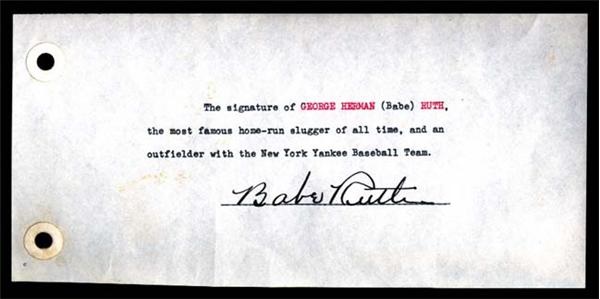 The signature of GEORGE HERMAN (Babe) RUTH,
the most famous home-run slugger of all time, and an
outfielder with the New York Yankee Baseball Team.
Babe Ruth